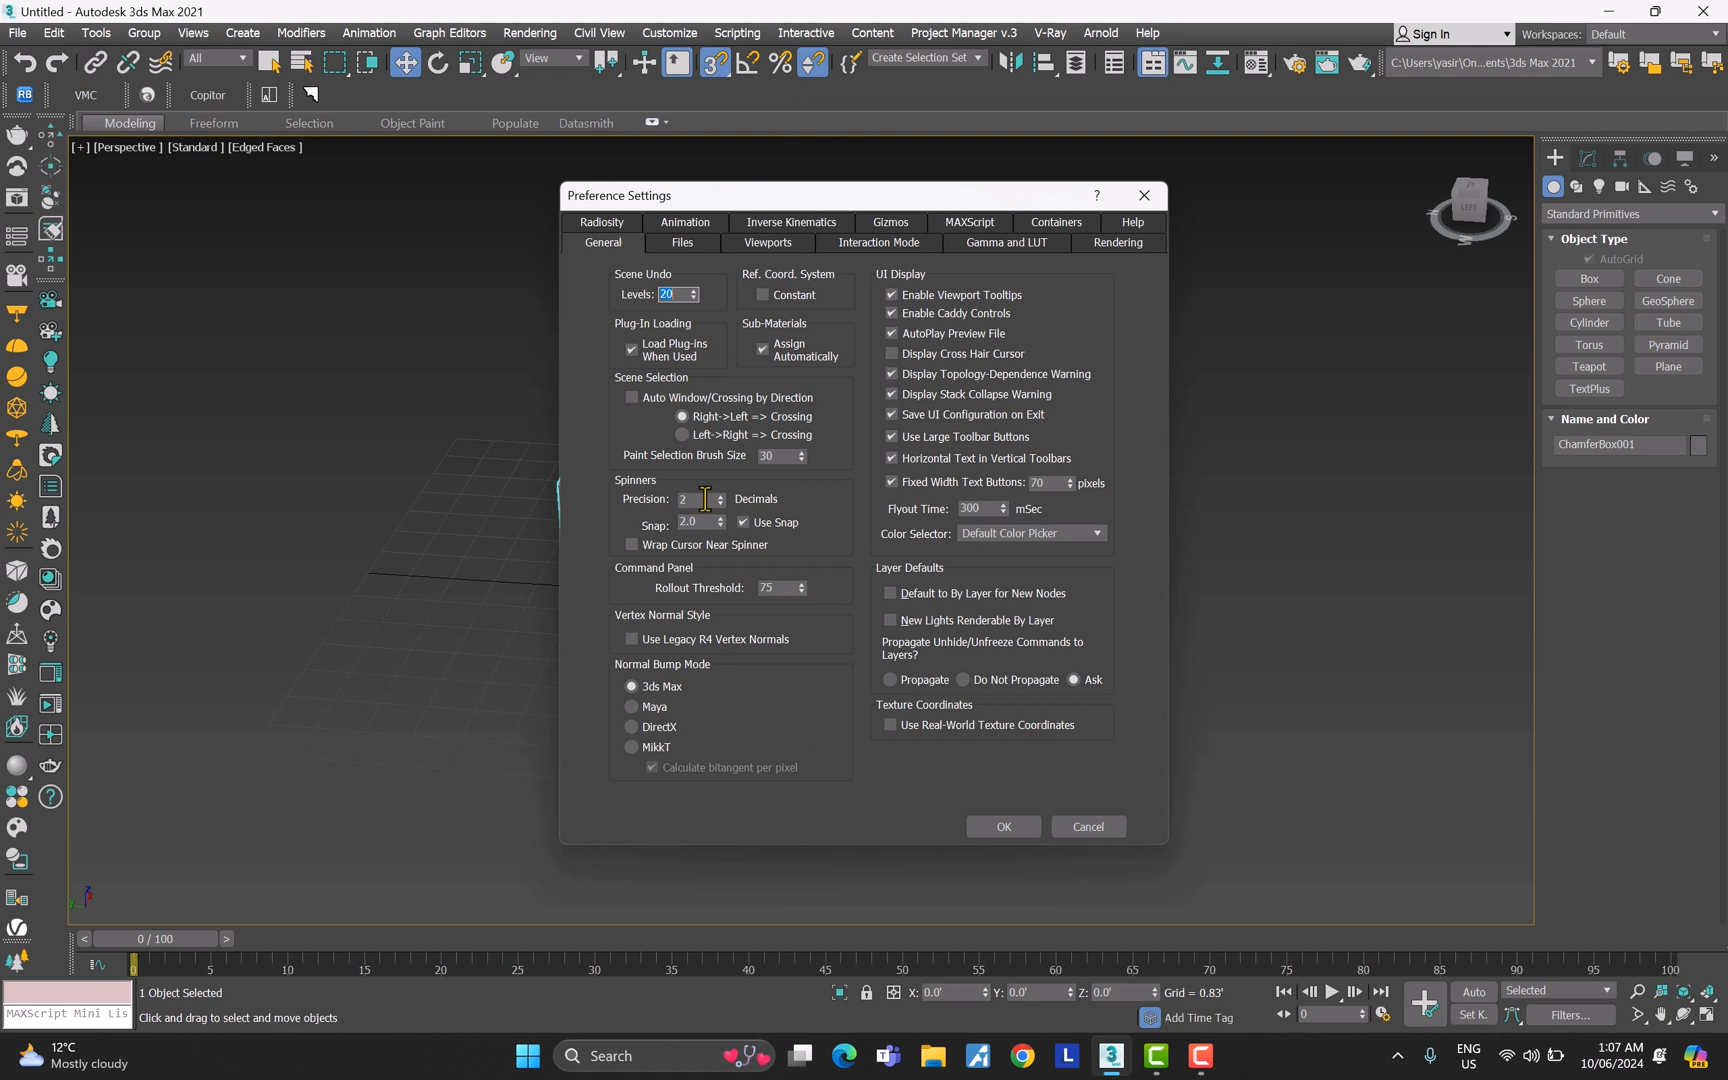 Untitled - Autodesk 3ds Max 2021
File Edit Tools Group Views Create Modifiers Animation Graph Editors Rendering Civil View Customize Scripting Interactive Content Project Manager v.3 V-Ray Arnold Help Sign In Workspaces: Default
All View Create Selection Set C:\Users\yasir\On...ents\3ds Max 2021
RB VMC Copitor
Modeling Freeform Selection Object Paint Populate Datasmith
[+] [Perspective ] [Standard ] [Edged Faces ]
Preference Settings ?
Radiosity Animation Inverse Kinematics Gizmos MAXScript Containers Help
General Files Viewports Interaction Mode Gamma and LUT Rendering
Scene Undo
Levels: 20
Ref. Coord. System
Constant
Plug-In Loading
Load Plug-ins
When Used
Sub-Materials
Assign
Automatically
Scene Selection
Auto Window/Crossing by Direction
Right->Left => Crossing
Left->Right => Crossing
Paint Selection Brush Size 30
Spinners
Precision: 2 Decimals
Snap: 2.0 Use Snap
Wrap Cursor Near Spinner
Command Panel
Rollout Threshold: 75
Vertex Normal Style
Use Legacy R4 Vertex Normals
Normal Bump Mode
3ds Max
Maya
DirectX
MikkT
Calculate bitangent per pixel
UI Display
Enable Viewport Tooltips
Enable Caddy Controls
AutoPlay Preview File
Display Cross Hair Cursor
Display Topology-Dependence Warning
Display Stack Collapse Warning
Save UI Configuration on Exit
Use Large Toolbar Buttons
Horizontal Text in Vertical Toolbars
Fixed Width Text Buttons: 70 pixels
Flyout Time: 300 mSec
Color Selector: Default Color Picker
Layer Defaults
Default to By Layer for New Nodes
New Lights Renderable By Layer
Propagate Unhide/Unfreeze Commands to
Layers?
Propagate Do Not Propagate Ask
Texture Coordinates
Use Real-World Texture Coordinates
OK Cancel
LEFT
Standard Primitives
Object Type
AutoGrid
Box Cone
Sphere GeoSphere
Cylinder Tube
Torus Pyramid
Teapot Plane
TextPlus
Name and Color
ChamferBox001
z
y
< 0 / 100 >
0 5 10 15 20 25 30 35 40 45 50 55 60 65 70 75 80 85 90 95 100
1 Object Selected X: 0.0' Y: 0.0' Z: 0.0' Grid = 0.83' Auto Selected
MAXScript Mini Lis Click and drag to select and move objects Add Time Tag 0 Set K. Filters...
12°C
Mostly cloudy
Search
ENG
US
1:07 AM
10/06/2024
PRE